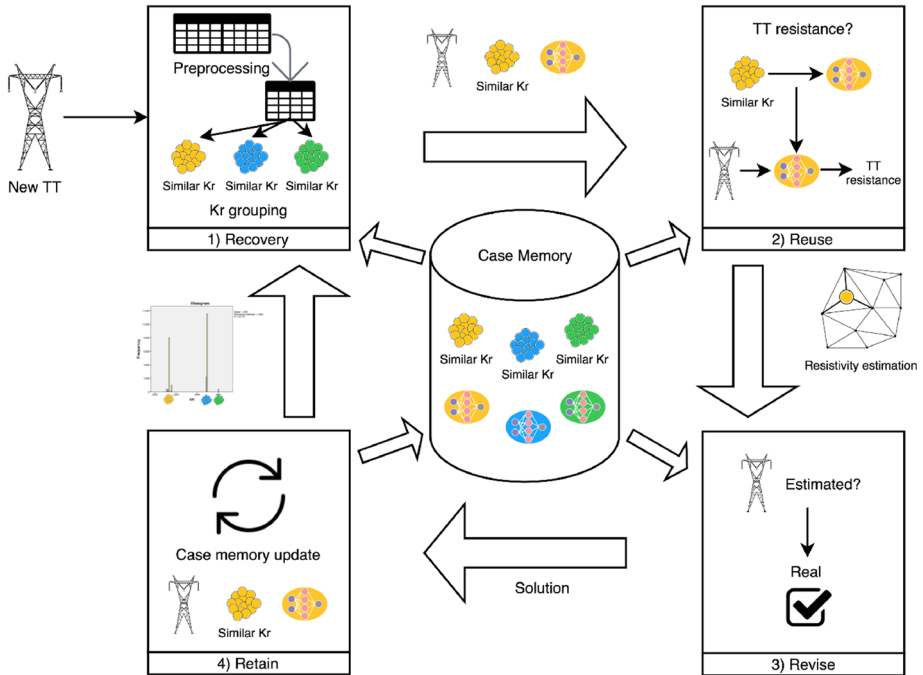 Preprocessing
New TT
Similar Kr
Similar Kr
Similar Kr
Kr grouping
1) Recovery
Similar Kr
TT resistance?
Similar Kr
TT
resistance
2) Reuse
Case Memory
Similar Kr
Similar Kr
Similar Kr
Histogram
Frequency
Resistivity estimation
Case memory update
Similar Kr
4) Retain
Solution
Estimated?
Real
3) Revise